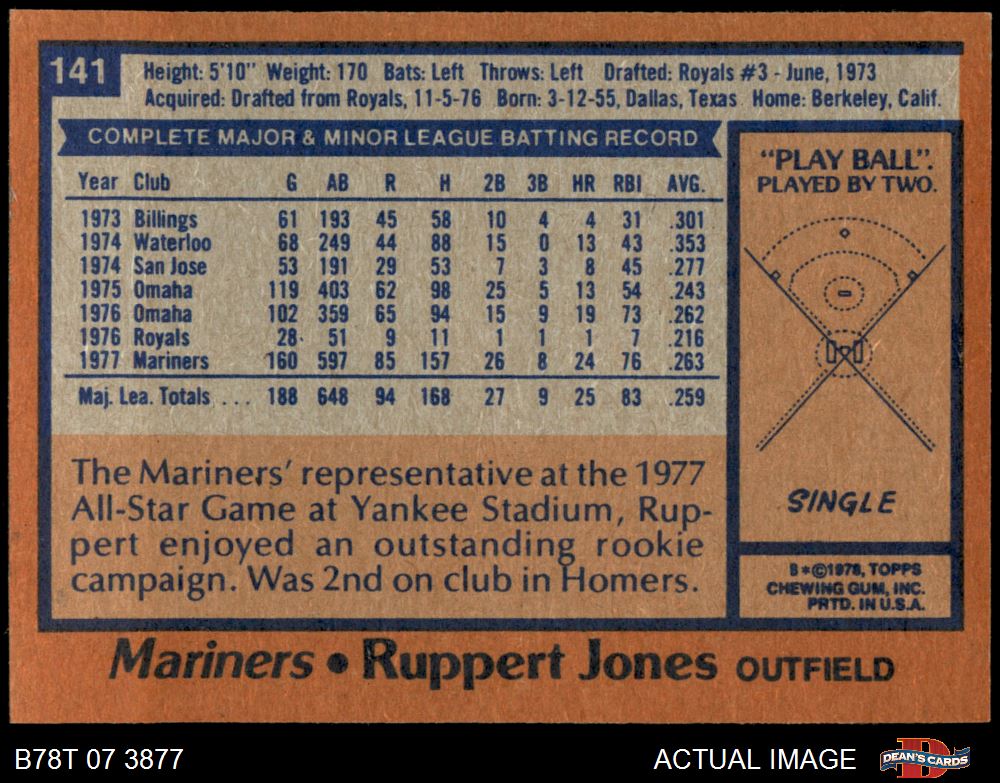 141
Height: 5'10" Weight: 170 Bats: Left Throws: Left Drafted: Royals #3 - June, 1973
Acquired: Drafted from Royals, 11-5-76 Born: 3-12-55, Dallas, Texas Home: Berkeley, Calif.
COMPLETE MAJOR & MINOR LEAGUE BATTING RECORD
Year Club G AB R H 2B 3B HR RBI AVG.
1973 Billings 61 193 45 58 10 4 4 31 .301
1974 Waterloo 68 249 44 88 15 0 13 43 .353
1974 San Jose 53 191 29 53 7 3 8 45 .277
1975 Omaha 119 403 62 98 25 5 13 54 .243
1976 Omaha 102 359 65 94 15 9 19 73 .262
1976 Royals 28 51 9 11 1 1 1 7 .216
1977 Mariners 160 597 85 157 26 8 24 76 .263
Maj. Lea. Totals ... 188 648 94 168 27 9 25 83 .259
The Mariners' representative at the 1977
All-Star Game at Yankee Stadium, Rup-
pert enjoyed an outstanding rookie
campaign. Was 2nd on club in Homers.
"PLAY BALL".
PLAYED BY TWO.
SINGLE
B*©1978, TOPPS
CHEWING GUM, INC.
PRTD. IN U.S.A.
Mariners • Ruppert Jones OUTFIELD
B78T 07 3877
ACTUAL IMAGE
DEAN'S CARDS